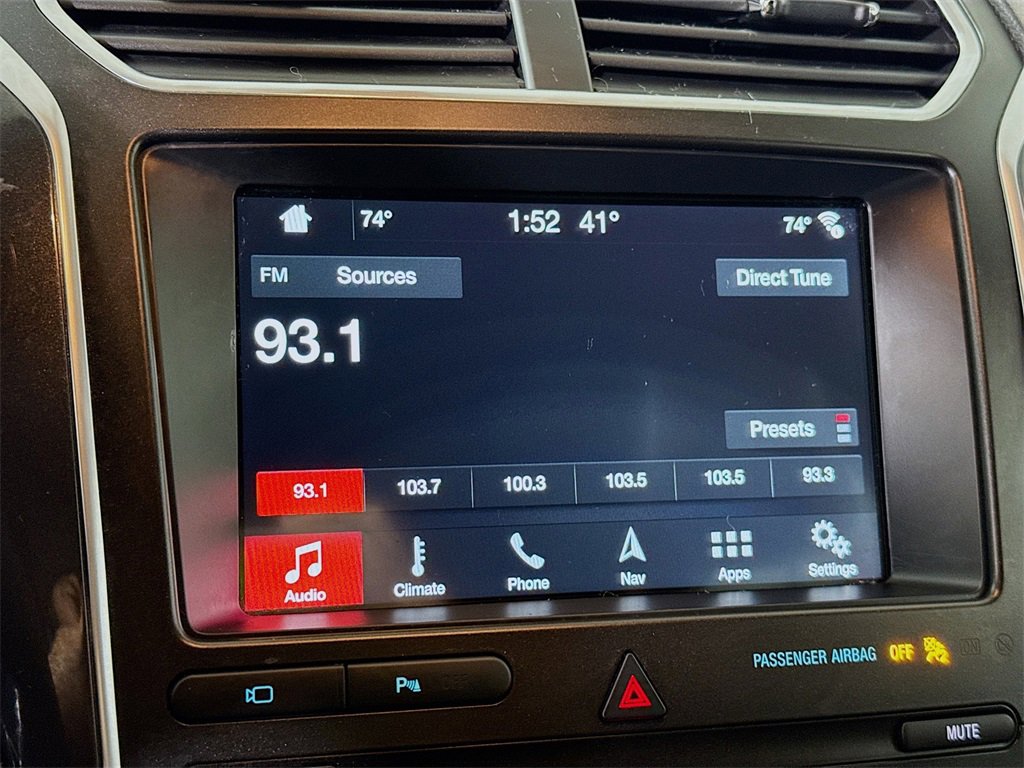 74° 1:52 41° 74°
FM Sources Direct Tune
93.1
Presets
93.1 103.7 100.3 103.5 103.5 93.3
Audio Climate Phone Nav Apps Settings
PASSENGER AIRBAG OFF ON
P
MUTE